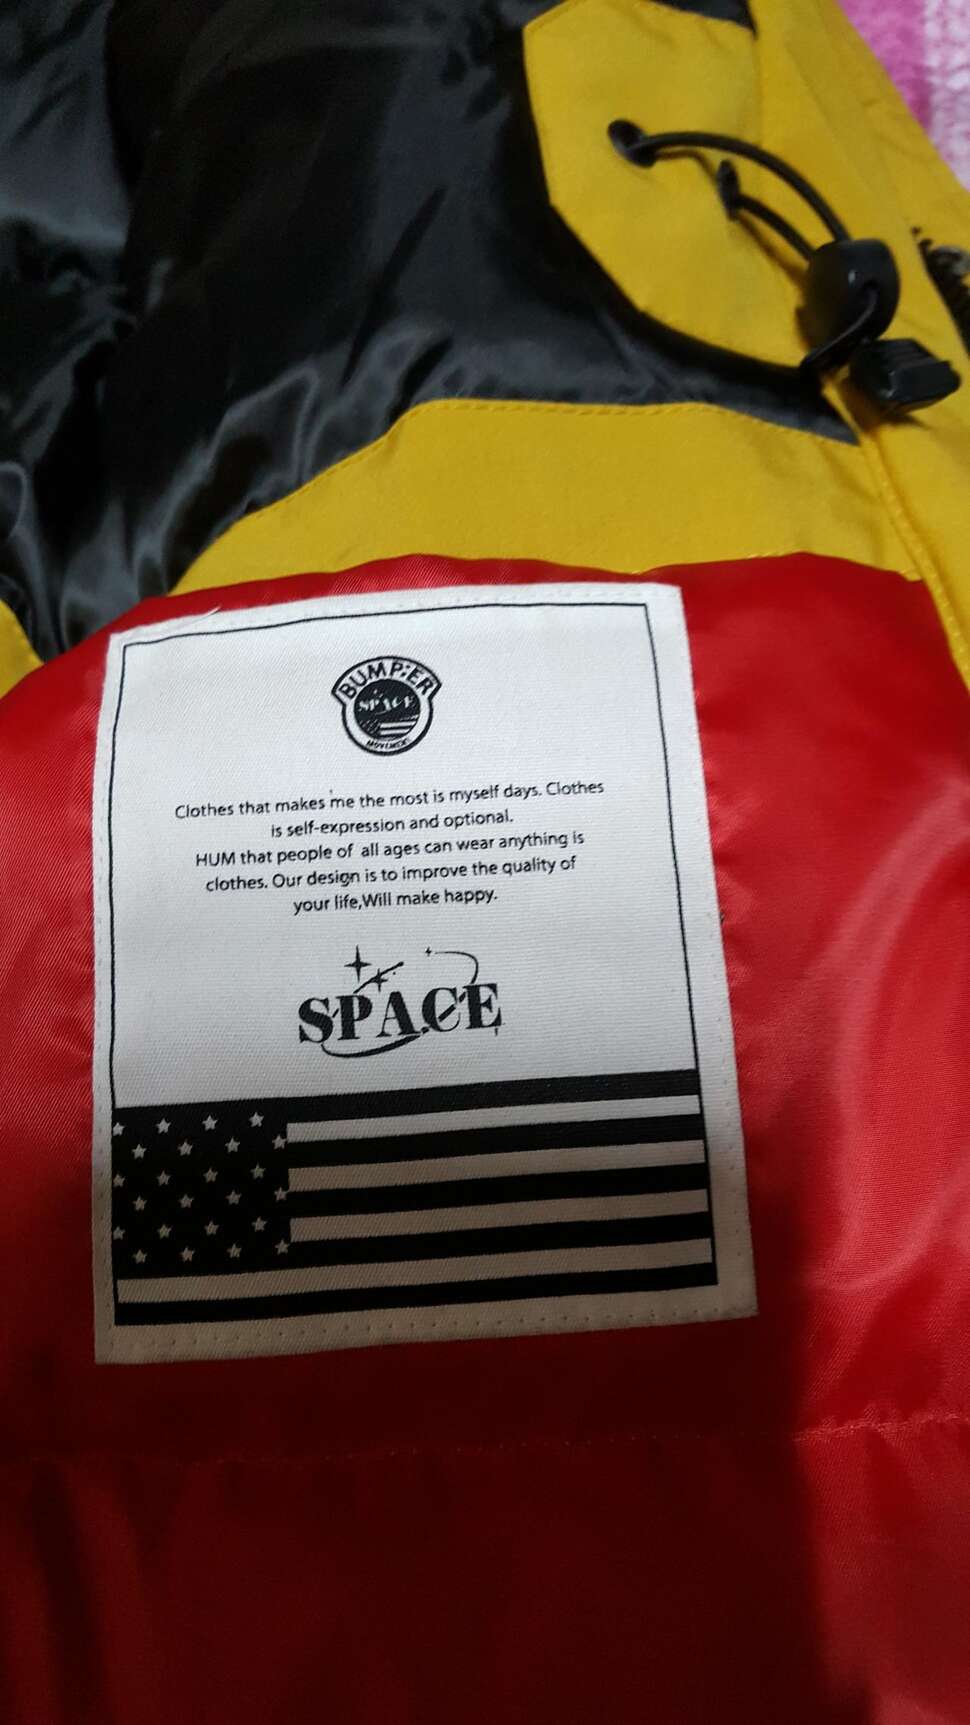 BUMP:ER
SPACE
MOVEMENT
Clothes that makes me the most is myself days. Clothes
is self-expression and optional.
HUM that people of all ages can wear anything is
clothes. Our design is to improve the quality of
your life,Will make happy.
SPACE